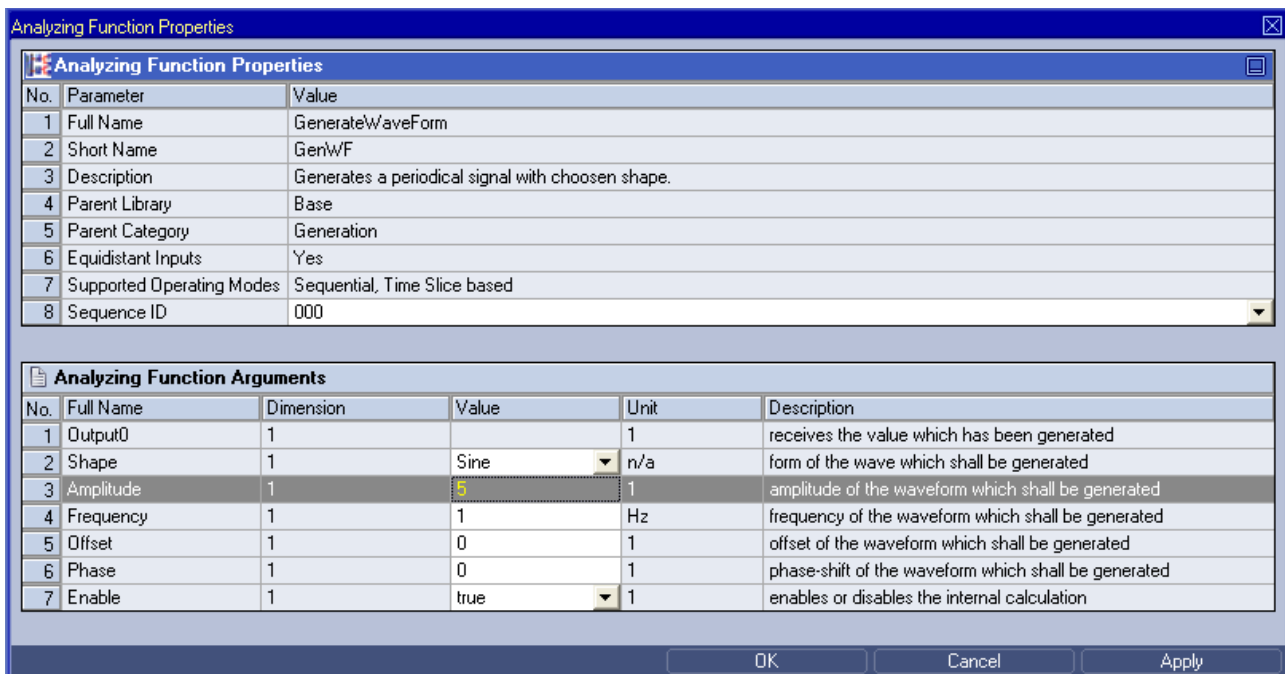 Analyzing Function Properties
Analyzing Function Properties
No. Parameter Value
1 Full Name GenerateWaveForm
2 Short Name GenWF
3 Description Generates a periodical signal with choosen shape.
4 Parent Library Base
5 Parent Category Generation
6 Equidistant Inputs Yes
7 Supported Operating Modes Sequential, Time Slice based
8 Sequence ID 000
Analyzing Function Arguments
No. Full Name Dimension Value Unit Description
1 Output0 1 1 receives the value which has been generated
2 Shape 1 Sine n/a form of the wave which shall be generated
3 Amplitude 1 5 1 amplitude of the waveform which shall be generated
4 Frequency 1 1 Hz frequency of the waveform which shall be generated
5 Offset 1 0 1 offset of the waveform which shall be generated
6 Phase 1 0 1 phase-shift of the waveform which shall be generated
7 Enable 1 true 1 enables or disables the internal calculation
OK Cancel Apply